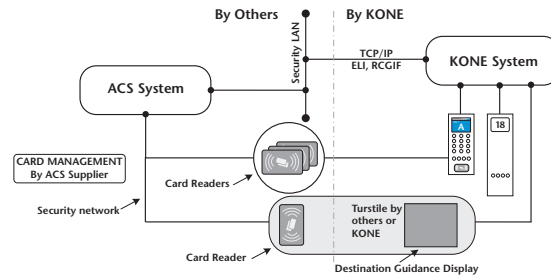 By Others
By KONE
Security LAN
TCP/IP
ELI, RCGIF
ACS System
KONE System
A
18
CARD MANAGEMENT
By ACS Supplier
Card Readers
Security network
Turstile by
others or
KONE
Card Reader
Destination Guidance Display